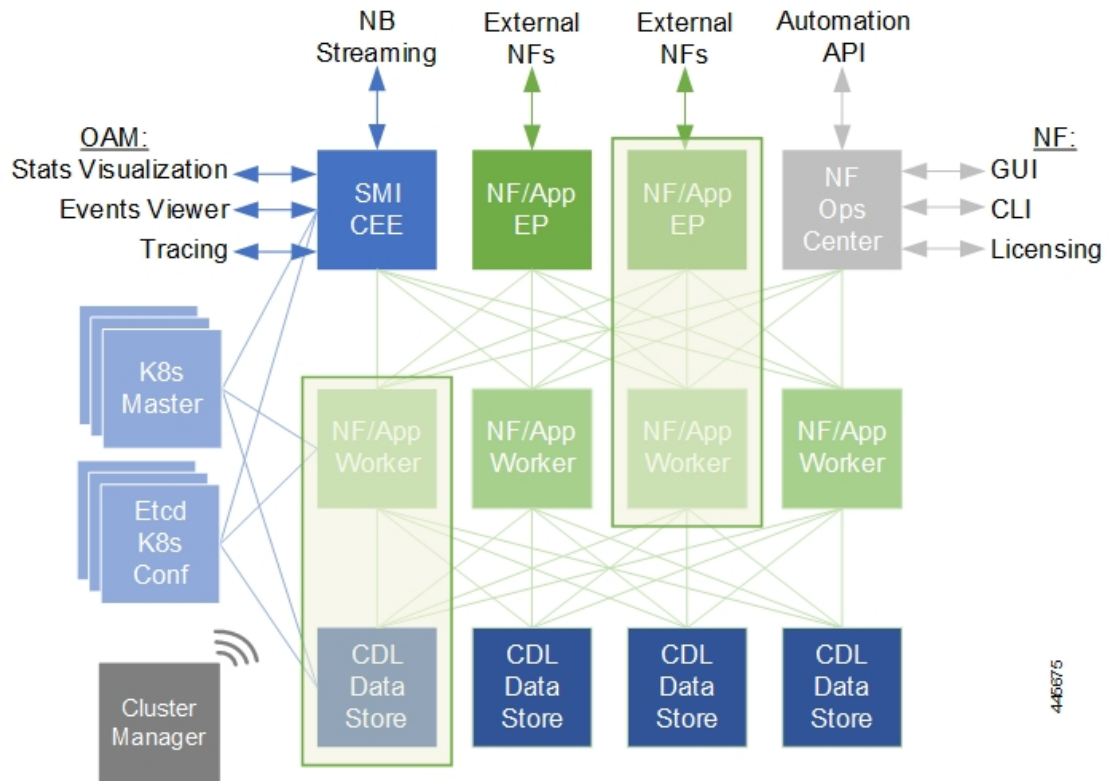 NB
Streaming
External
NFs
External
NFs
Automation
API
OAM:
Stats Visualization
Events Viewer
Tracing
SMI
CEE
NF/App
EP
NF/App
EP
NF
Ops
Center
NF:
GUI
CLI
Licensing
K8s
Master
NF/App
Worker
NF/App
Worker
NF/App
Worker
NF/App
Worker
Etcd
K8s
Conf
Cluster
Manager
CDL
Data
Store
CDL
Data
Store
CDL
Data
Store
CDL
Data
Store
445675